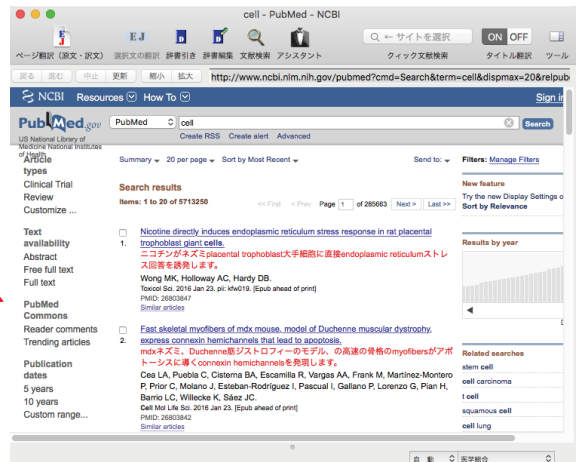 cell - PubMed - NCBI
E J
Q ← サイトを選択
ON OFF
ページ翻訳（原文・訳文） 選択文の翻訳 辞書引き 辞書編集 文献検索 アシスタント クイック文献検索 タイトル翻訳 ツール
戻る 進む 中止 更新 縮小 拡大 http://www.ncbi.nlm.nih.gov/pubmed?cmd=Search&term=cell&dispmax=20&relpub
NCBI Resources How To Sign in
PubMed.gov PubMed cell Search
US National Library of Medicine National Institutes of Health
Create RSS Create alert Advanced
Article types
Clinical Trial
Review
Customize ...
Text availability
Abstract
Free full text
Full text
PubMed Commons
Reader comments
Trending articles
Publication dates
5 years
10 years
Custom range...
Summary 20 per page Sort by Most Recent Send to:
Search results
Items: 1 to 20 of 5713250 << First < Prev Page 1 of 285663 Next > Last >>
1. Nicotine directly induces endoplasmic reticulum stress response in rat placental
trophoblast giant cells.
ニコチンがネズミplacental trophoblast大手細胞に直接endoplasmic reticulumストレ
ス回答を誘発します。
Wong MK, Holloway AC, Hardy DB.
Toxicol Sci. 2016 Jan 23. pii: kfw019. [Epub ahead of print]
PMID: 26803847
Similar articles
2. Fast skeletal myofibers of mdx mouse, model of Duchenne muscular dystrophy,
express connexin hemichannels that lead to apoptosis.
mdxネズミ、Duchenne筋ジストロフィーのモデル、の高速の骨格のmyofibersがアポ
トーシスに導くconnexin hemichannelsを発現します。
Cea LA, Puebla C, Cisterna BA, Escamilla R, Vargas AA, Frank M, Martínez-Montero
P, Prior C, Molano J, Esteban-Rodríguez I, Pascual I, Gallano P, Lorenzo G, Pian H,
Barrio LC, Willecke K, Sáez JC.
Cell Mol Life Sci. 2016 Jan 23. [Epub ahead of print]
PMID: 26803842
Similar articles
Filters: Manage Filters
New feature
Try the new Display Settings o
Sort by Relevance
Results by year
Related searches
stem cell
cell carcinoma
t cell
squamous cell
cell lung
自 動 医学総合